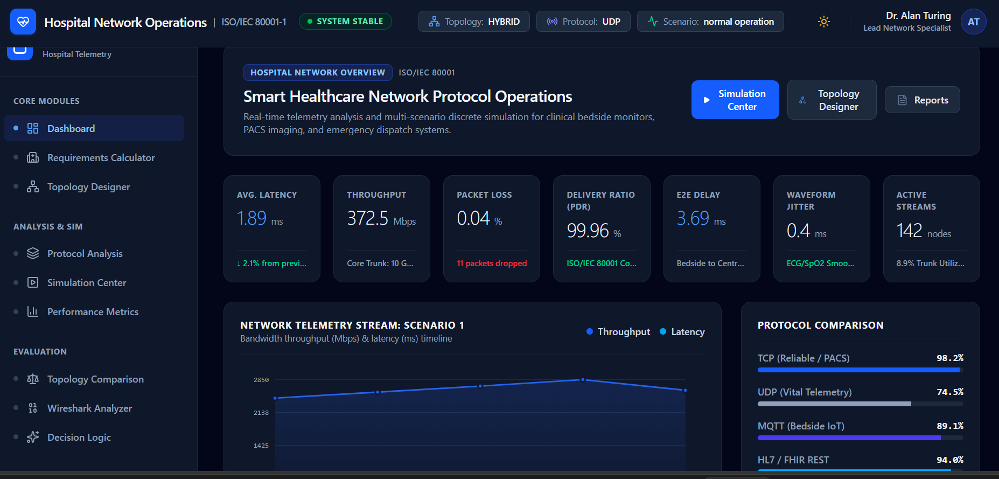 Hospital Network Operations | ISO/IEC 80001-1
SYSTEM STABLE
Topology: HYBRID
Protocol: UDP
Scenario: normal operation
Dr. Alan Turing
Lead Network Specialist
AT
Hospital Telemetry
CORE MODULES
Dashboard
Requirements Calculator
Topology Designer
ANALYSIS & SIM
Protocol Analysis
Simulation Center
Performance Metrics
EVALUATION
Topology Comparison
Wireshark Analyzer
Decision Logic
HOSPITAL NETWORK OVERVIEW ISO/IEC 80001
Smart Healthcare Network Protocol Operations
Real-time telemetry analysis and multi-scenario discrete simulation for clinical bedside monitors,
PACS imaging, and emergency dispatch systems.
Simulation
Center
Topology
Designer
Reports
AVG. LATENCY
1.89 ms
↓ 2.1% from previ...
THROUGHPUT
372.5 Mbps
Core Trunk: 10 G...
PACKET LOSS
0.04 %
11 packets dropped
DELIVERY RATIO
(PDR)
99.96 %
ISO/IEC 80001 Co...
E2E DELAY
3.69 ms
Bedside to Centr...
WAVEFORM
JITTER
0.4 ms
ECG/SpO2 Smoo...
ACTIVE
STREAMS
142 nodes
8.9% Trunk Utiliz...
NETWORK TELEMETRY STREAM: SCENARIO 1
Bandwidth throughput (Mbps) & latency (ms) timeline
Throughput
Latency
2850
2138
1425
PROTOCOL COMPARISON
TCP (Reliable / PACS) 98.2%
UDP (Vital Telemetry) 74.5%
MQTT (Bedside IoT) 89.1%
HL7 / FHIR REST 94.0%